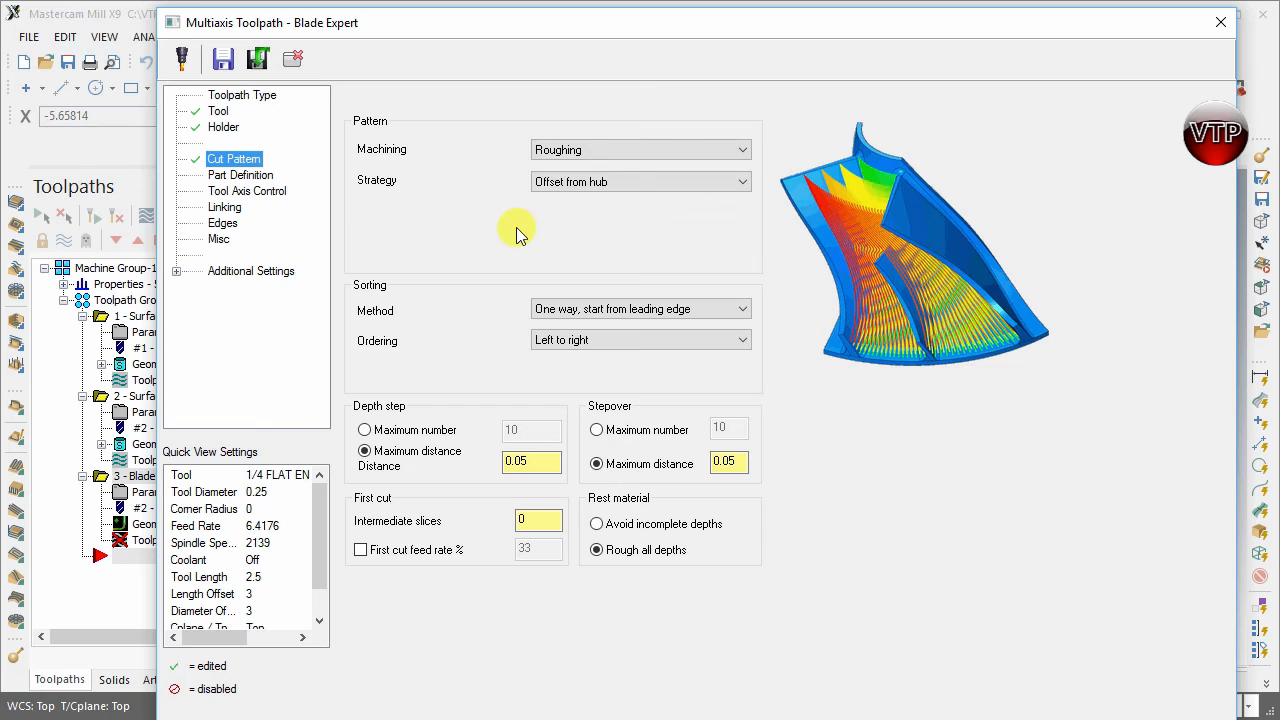 Mastercam Mill X9
C:\VT
Multiaxis Toolpath - Blade Expert
FILE EDIT VIEW ANA
X -5.65814
VTP
Toolpath Type
Tool
Holder
Cut Pattern
Part Definition
Tool Axis Control
Linking
Edges
Misc
Additional Settings
Pattern
Machining Roughing
Strategy Offset from hub
Sorting
Method One way, start from leading edge
Ordering Left to right
Depth step
Maximum number 10
Maximum distance
Distance 0.05
Stepover
Maximum number 10
Maximum distance 0.05
First cut
Intermediate slices 0
First cut feed rate % 33
Rest material
Avoid incomplete depths
Rough all depths
Toolpaths
Machine Group-1
Properties -
Toolpath Gro
1 - Surfa
Para
#1 -
Geom
Toolp
2 - Surfa
Para
#2 -
Geom
Toolp
3 - Blade
Para
#2 -
Geom
Toolp
Quick View Settings
Tool 1/4 FLAT EN
Tool Diameter 0.25
Corner Radius 0
Feed Rate 6.4176
Spindle Spe... 2139
Coolant Off
Tool Length 2.5
Length Offset 3
Diameter Of... 3
Cplane / Tp... Top
= edited
= disabled
Toolpaths Solids Art
WCS: Top T/Cplane: Top